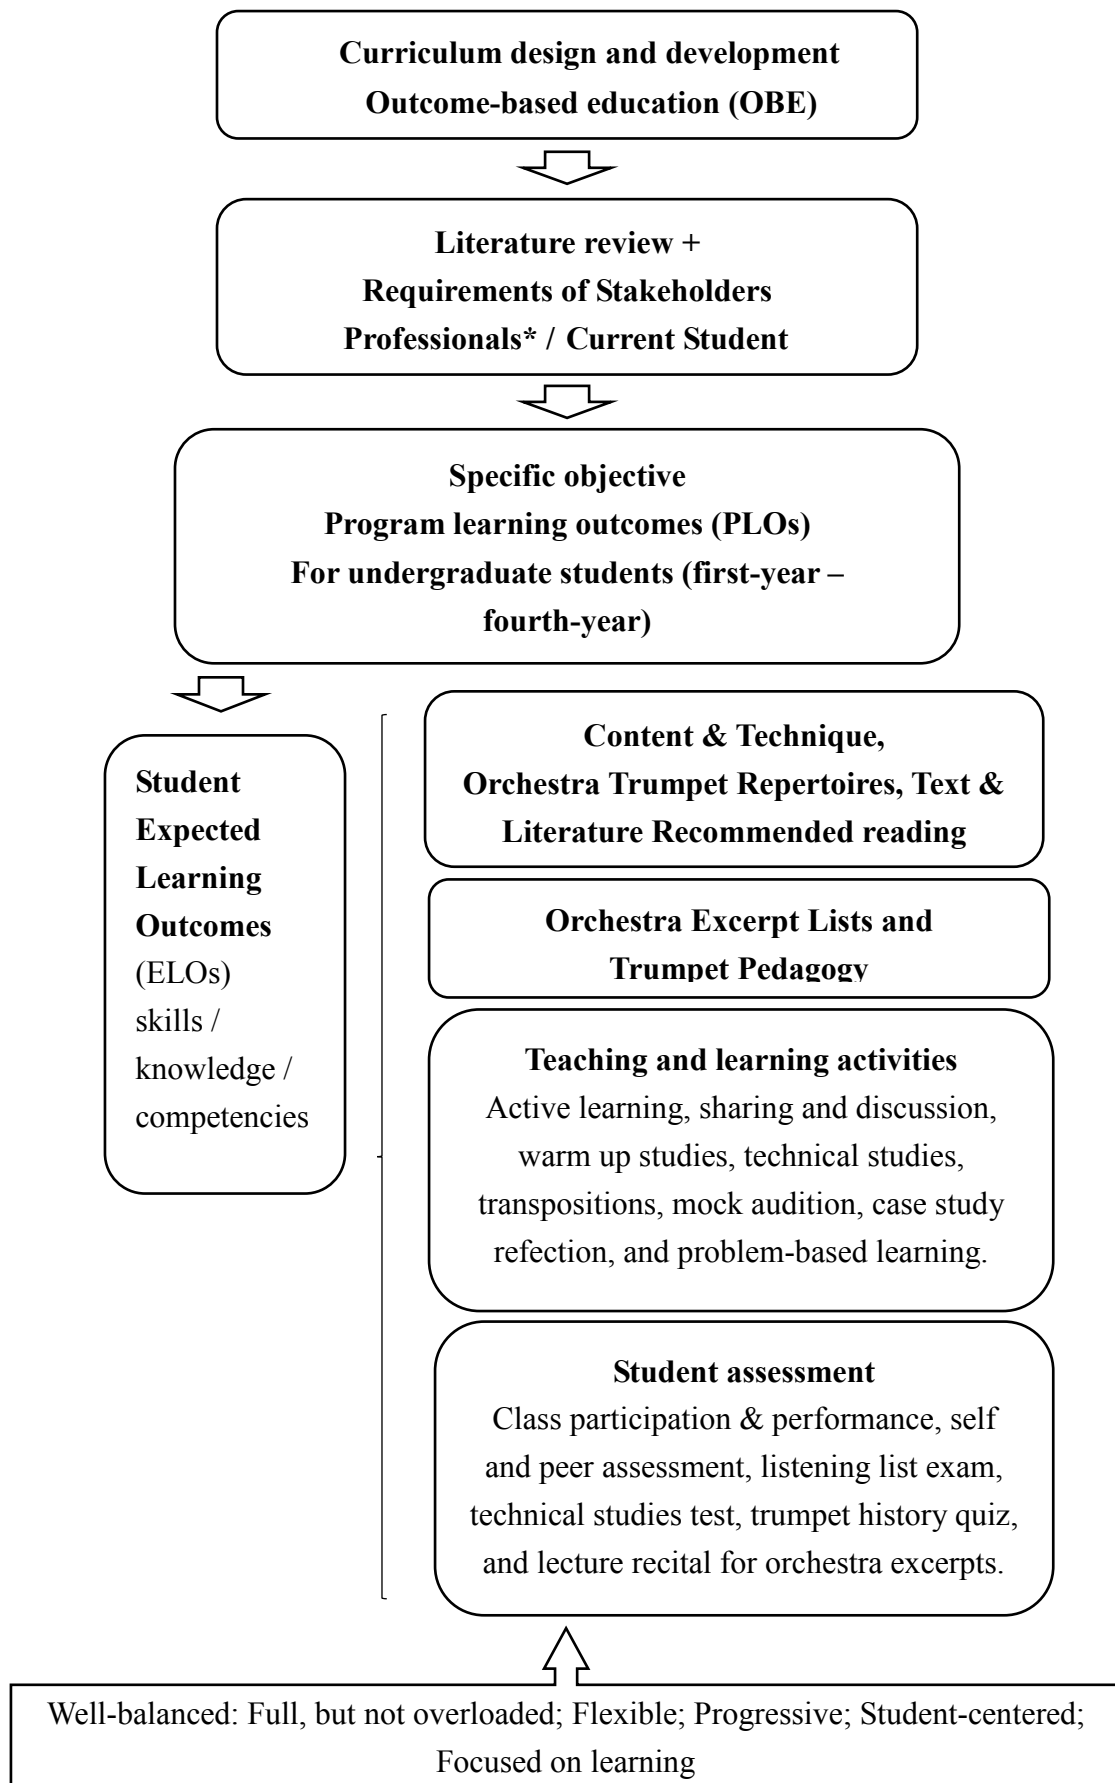 Curriculum design and development
Outcome-based education (OBE)
Literature review +
Requirements of Stakeholders
Professionals* / Current Student
Specific objective
Program learning outcomes (PLOs)
For undergraduate students (first-year –
fourth-year)
Student
Expected
Learning
Outcomes
(ELOs)
skills /
knowledge /
competencies
Content & Technique,
Orchestra Trumpet Repertoires, Text &
Literature Recommended reading
Orchestra Excerpt Lists and
Trumpet Pedagogy
Teaching and learning activities
Active learning, sharing and discussion,
warm up studies, technical studies,
transpositions, mock audition, case study
refection, and problem-based learning.
Student assessment
Class participation & performance, self
and peer assessment, listening list exam,
technical studies test, trumpet history quiz,
and lecture recital for orchestra excerpts.
Well-balanced: Full, but not overloaded; Flexible; Progressive; Student-centered;
Focused on learning